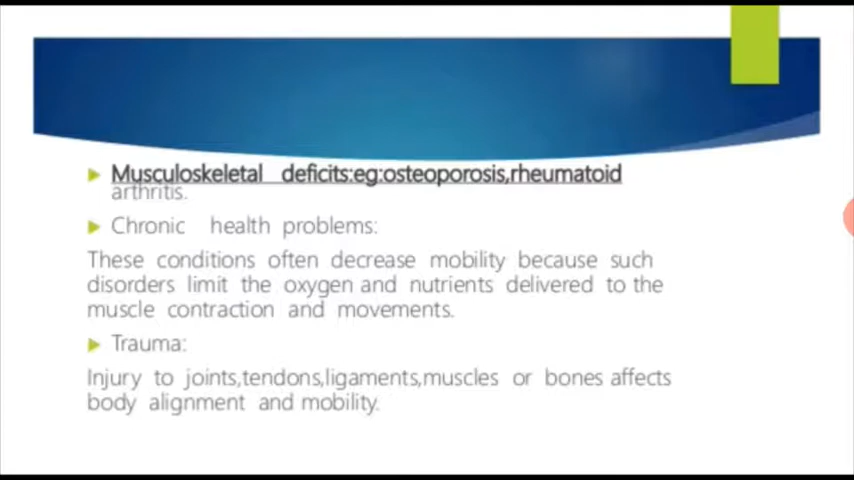 Musculoskeletal deficits:eg:osteoporosis,rheumatoid
arthritis.
Chronic health problems:
These conditions often decrease mobility because such
disorders limit the oxygen and nutrients delivered to the
muscle contraction and movements.
Trauma:
Injury to joints,tendons,ligaments,muscles or bones affects
body alignment and mobility.